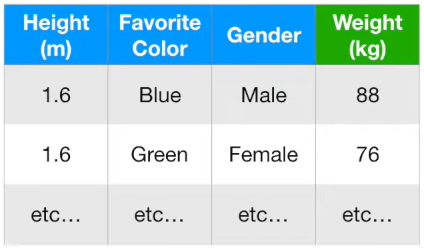 Height (m) Favorite Color Gender Weight (kg)
1.6 Blue Male 88
1.6 Green Female 76
etc... etc... etc... etc...